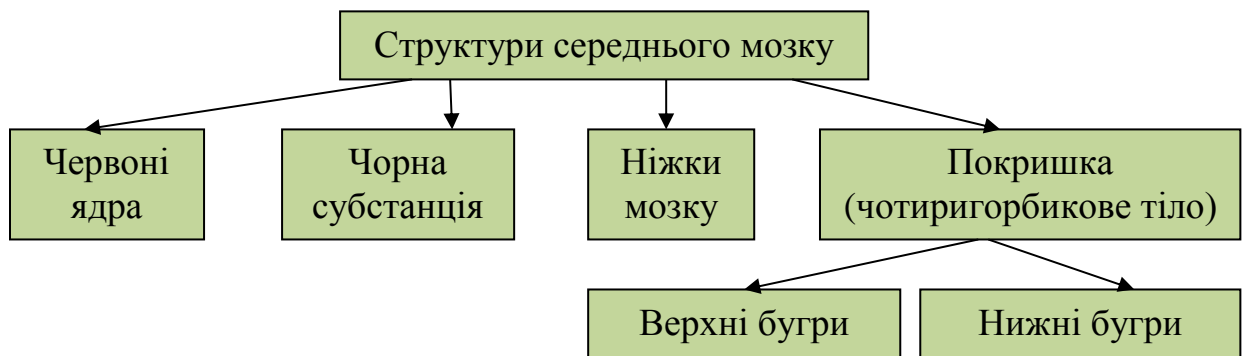 Структури середнього мозку
Червоні
ядра
Чорна
субстанція
Ніжки
мозку
Покришка
(чотиригорбикове тіло)
Верхні бугри
Нижні бугри